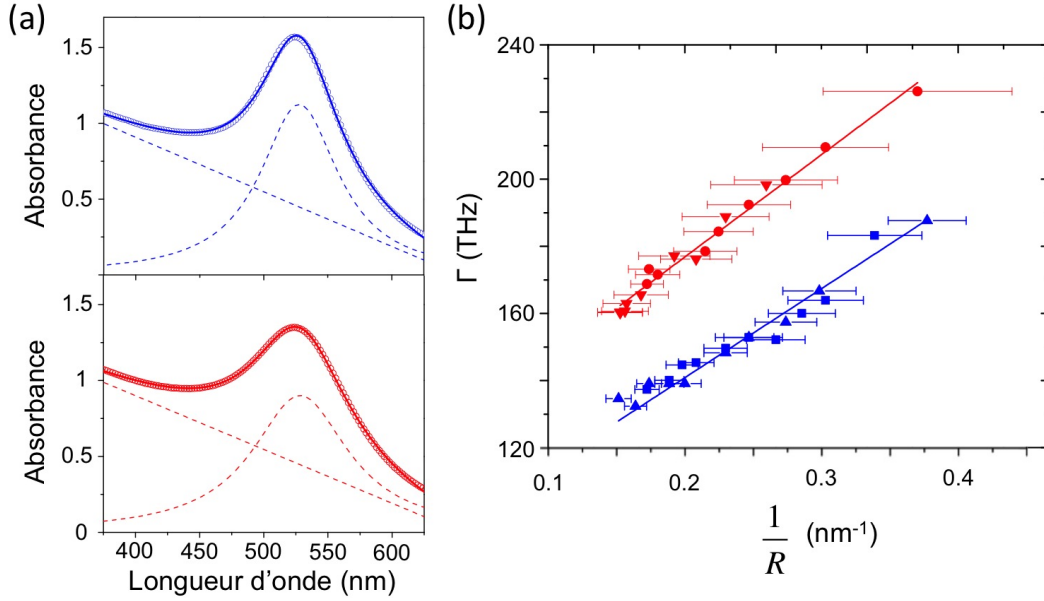 (a)
1.5
1
0.5
Absorbance
1.5
1
0.5
0
Absorbance
400
450
500
550
600
Longueur d'onde (nm)
(b)
240
200
160
120
Γ (THz)
0.1
0.2
0.3
0.4
1/R (nm⁻¹)